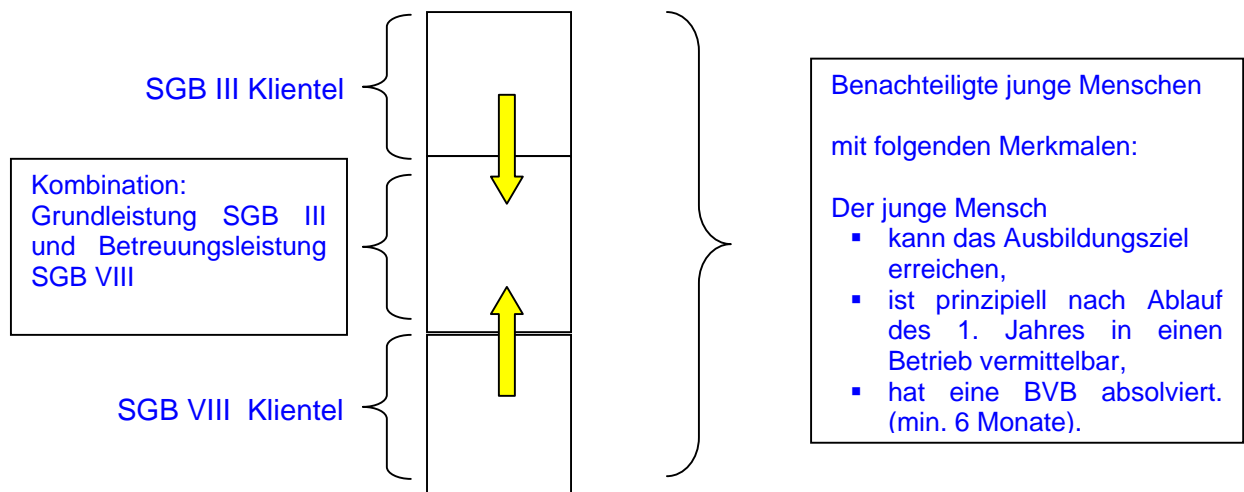 SGB III Klientel
Kombination:
Grundleistung SGB III
und Betreuungsleistung
SGB VIII
SGB VIII Klientel
Benachteiligte junge Menschen
mit folgenden Merkmalen:
Der junge Mensch
▪ kann das Ausbildungsziel
erreichen,
▪ ist prinzipiell nach Ablauf
des 1. Jahres in einen
Betrieb vermittelbar,
▪ hat eine BVB absolviert.
(min. 6 Monate).